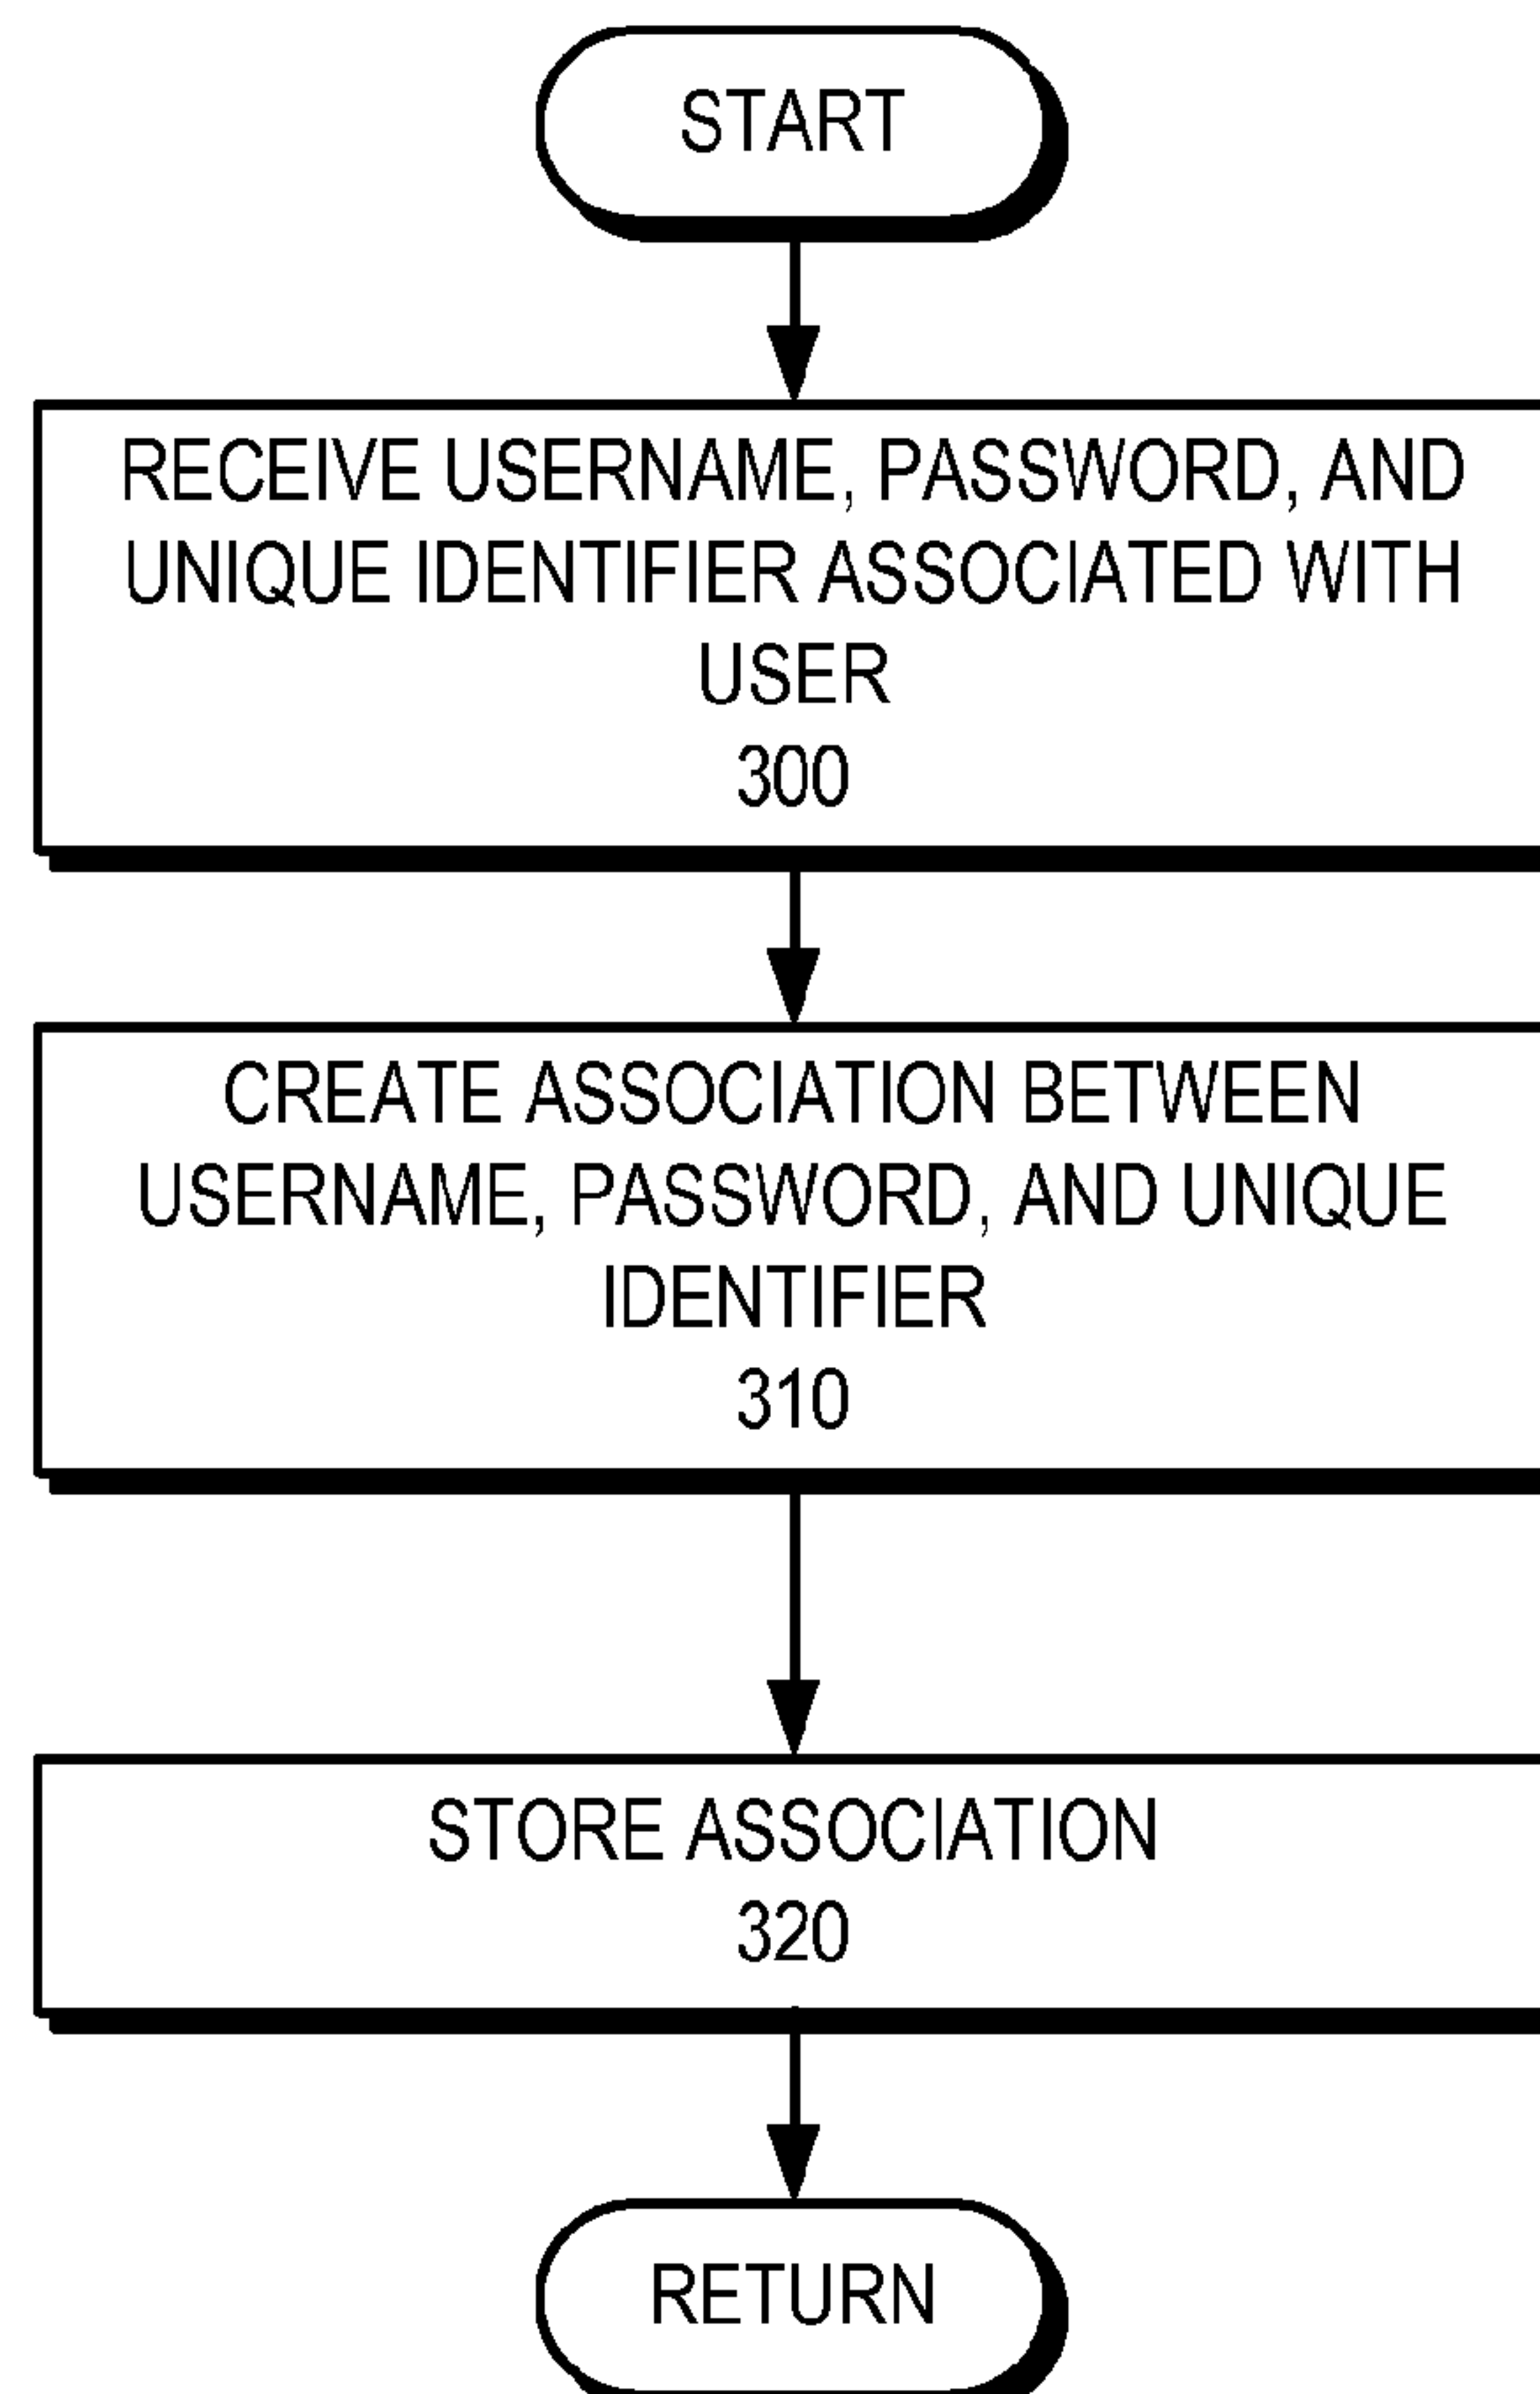 START
RECEIVE USERNAME, PASSWORD, AND
UNIQUE IDENTIFIER ASSOCIATED WITH
USER
300
CREATE ASSOCIATION BETWEEN
USERNAME, PASSWORD, AND UNIQUE
IDENTIFIER
310
STORE ASSOCIATION
320
RETURN